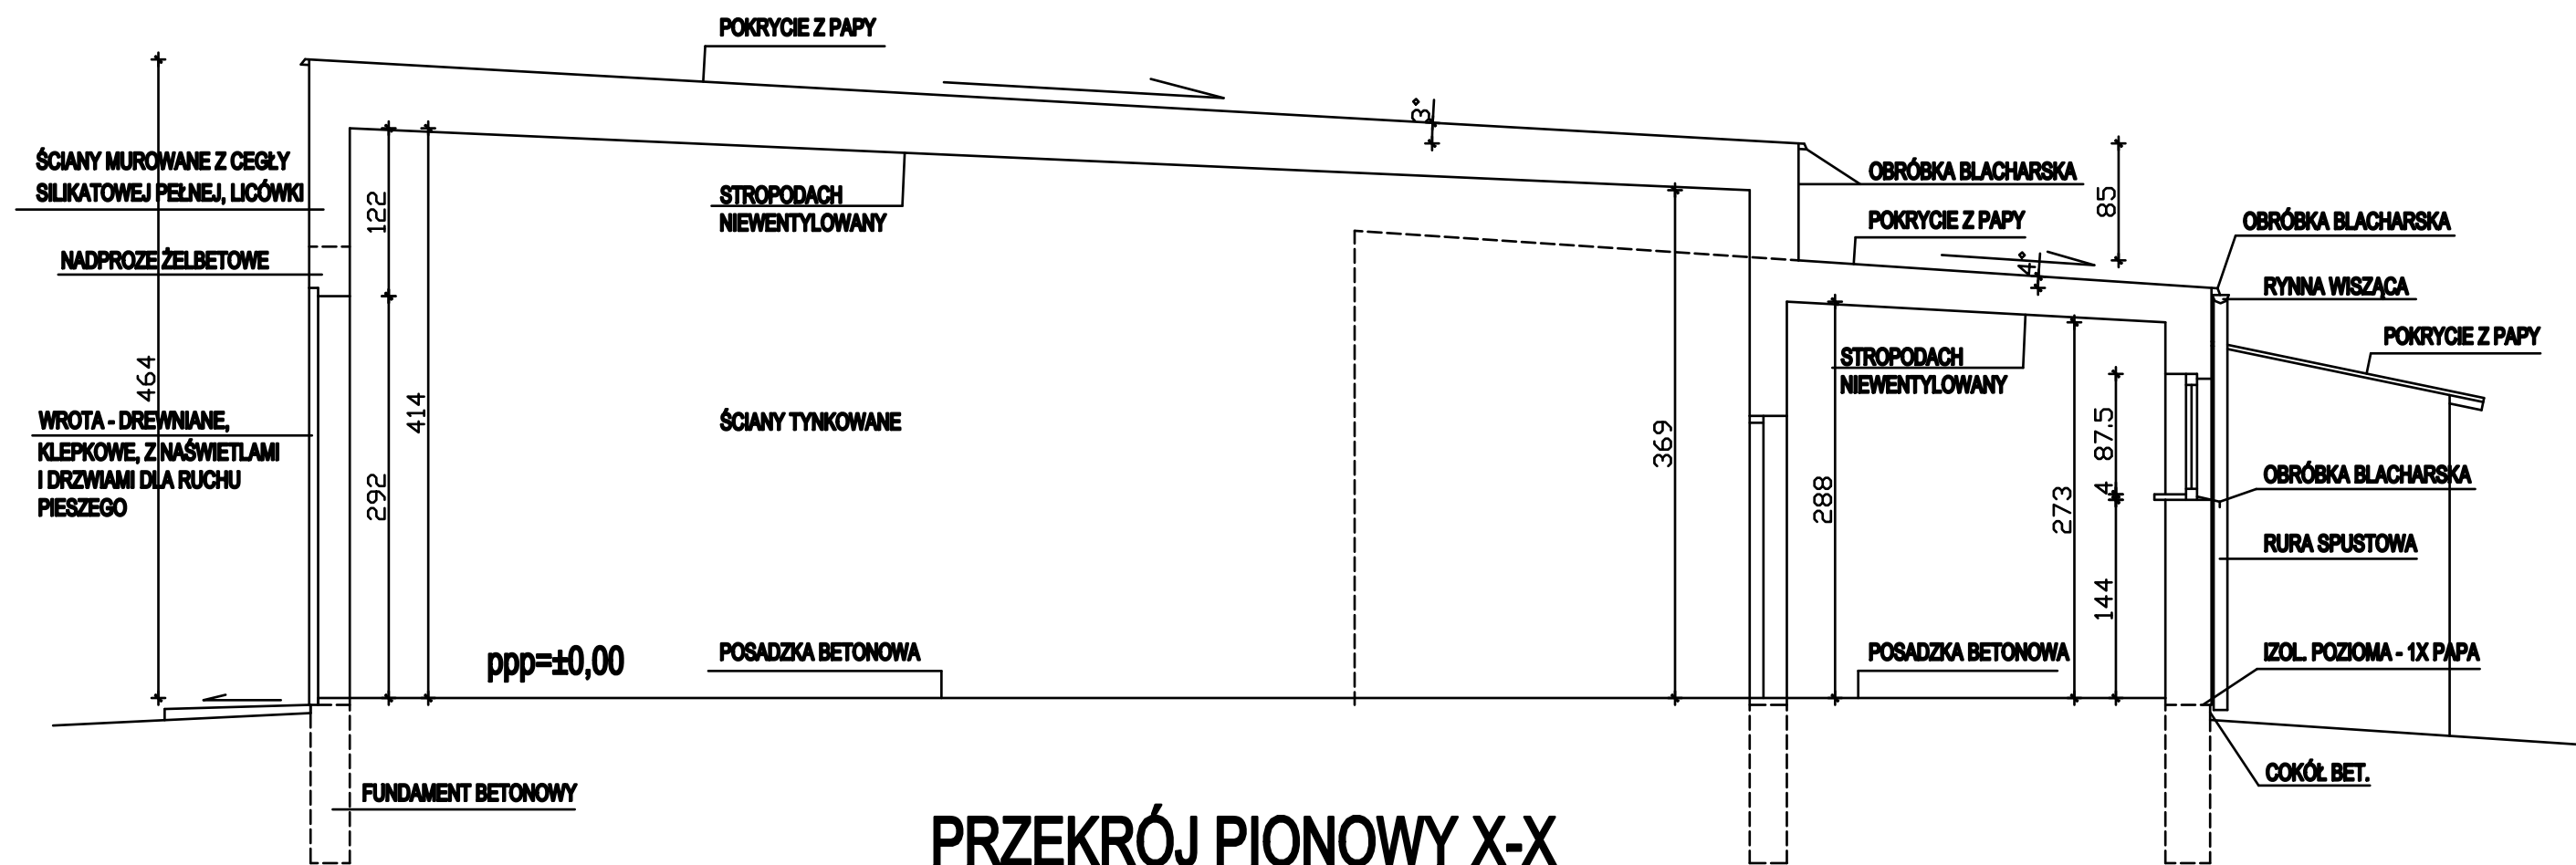 POKRYCIE Z PAPY
ŚCIANY MUROWANE Z CEGŁY
SILIKATOWEJ PEŁNEJ, LICÓWKI
NADPROZE ŻELBETOWE
464
WROTA - DREWNIANE,
KLEPKOWE, Z NAŚWIETLAMI
I DRZWIAMI DLA RUCHU
PIESZEGO
122
292
414
STROPODACH
NIEWENTYLOWANY
ŚCIANY TYNKOWANE
ppp=±0,00
POSADZKA BETONOWA
FUNDAMENT BETONOWY
3°
369
OBRÓBKA BLACHARSKA
POKRYCIE Z PAPY
85
4°
STROPODACH
NIEWENTYLOWANY
288
273
87.5
4
144
POSADZKA BETONOWA
OBRÓBKA BLACHARSKA
RYNNA WISZĄCA
POKRYCIE Z PAPY
OBRÓBKA BLACHARSKA
RURA SPUSTOWA
IZOL. POZIOMA - 1X PAPA
COKÓŁ BET.
PRZEKRÓJ PIONOWY X-X